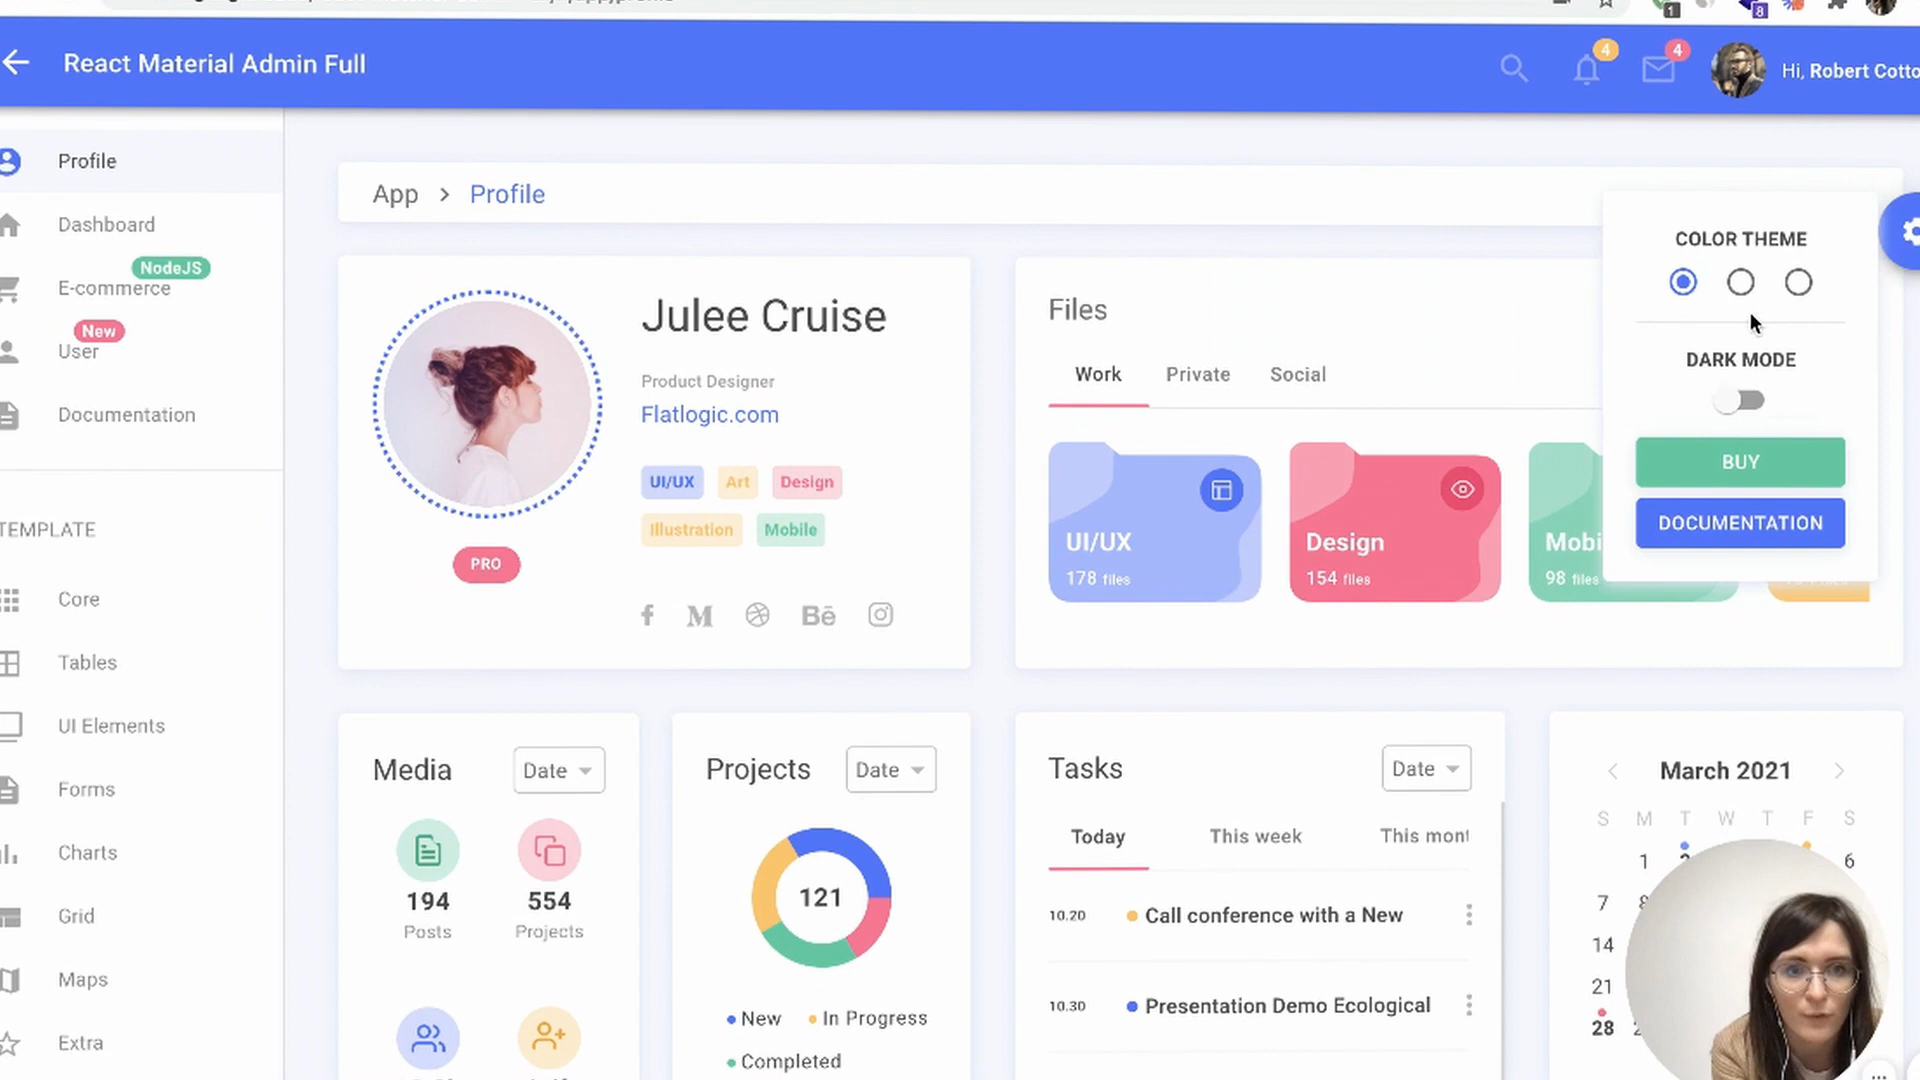 1
8
React Material Admin Full
4
4
Hi, Robert Cotto
Profile
Dashboard
NodeJS
E-commerce
New
User
Documentation
TEMPLATE
Core
Tables
UI Elements
Forms
Charts
Grid
Maps
Extra
App > Profile
Julee Cruise
Product Designer
Flatlogic.com
UI/UX Art Design
Illustration Mobile
PRO
Files
Work Private Social
UI/UX
178 files
Design
154 files
Mobi
98 files
COLOR THEME
DARK MODE
BUY
DOCUMENTATION
Media
Date
194
Posts
554
Projects
Projects
Date
121
New In Progress
Completed
Tasks
Date
Today This week This mont
10.20 Call conference with a New
10.30 Presentation Demo Ecological
March 2021
S M T W T F S
1 6
7
14
21
28